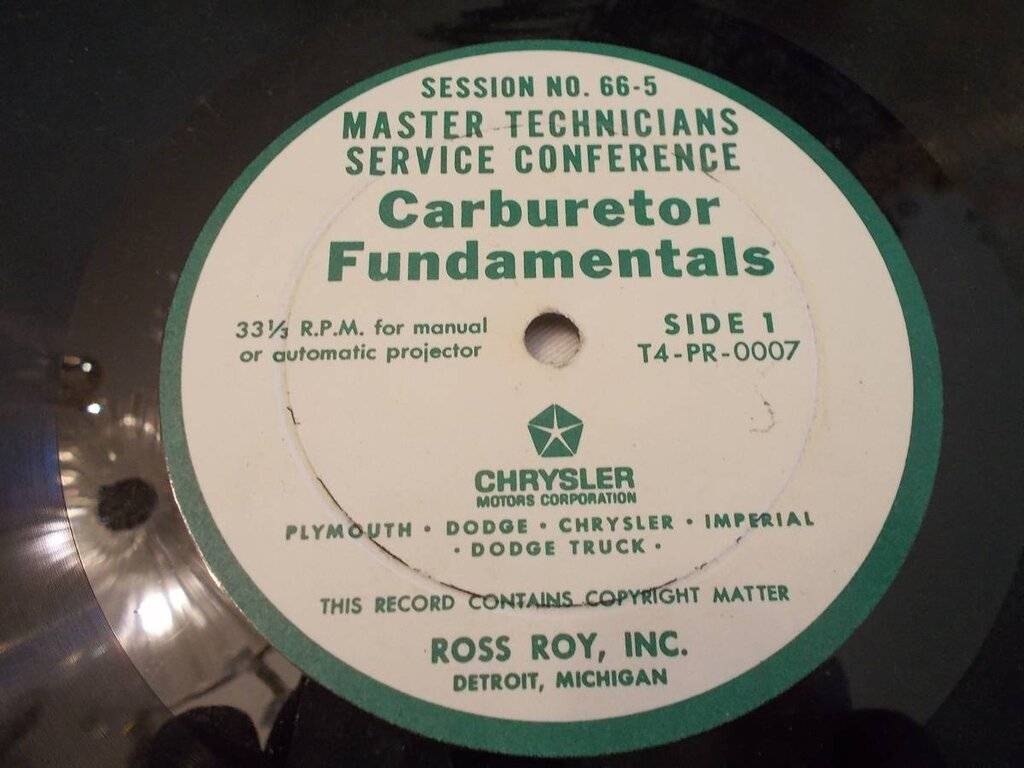 SESSION NO. 66-5
MASTER TECHNICIANS
SERVICE CONFERENCE
Carburetor
Fundamentals
33⅓ R.P.M. for manual
or automatic projector
SIDE 1
T4-PR-0007
CHRYSLER
MOTORS CORPORATION
PLYMOUTH • DODGE • CHRYSLER • IMPERIAL
• DODGE TRUCK •
THIS RECORD CONTAINS COPYRIGHT MATTER
ROSS ROY, INC.
DETROIT, MICHIGAN